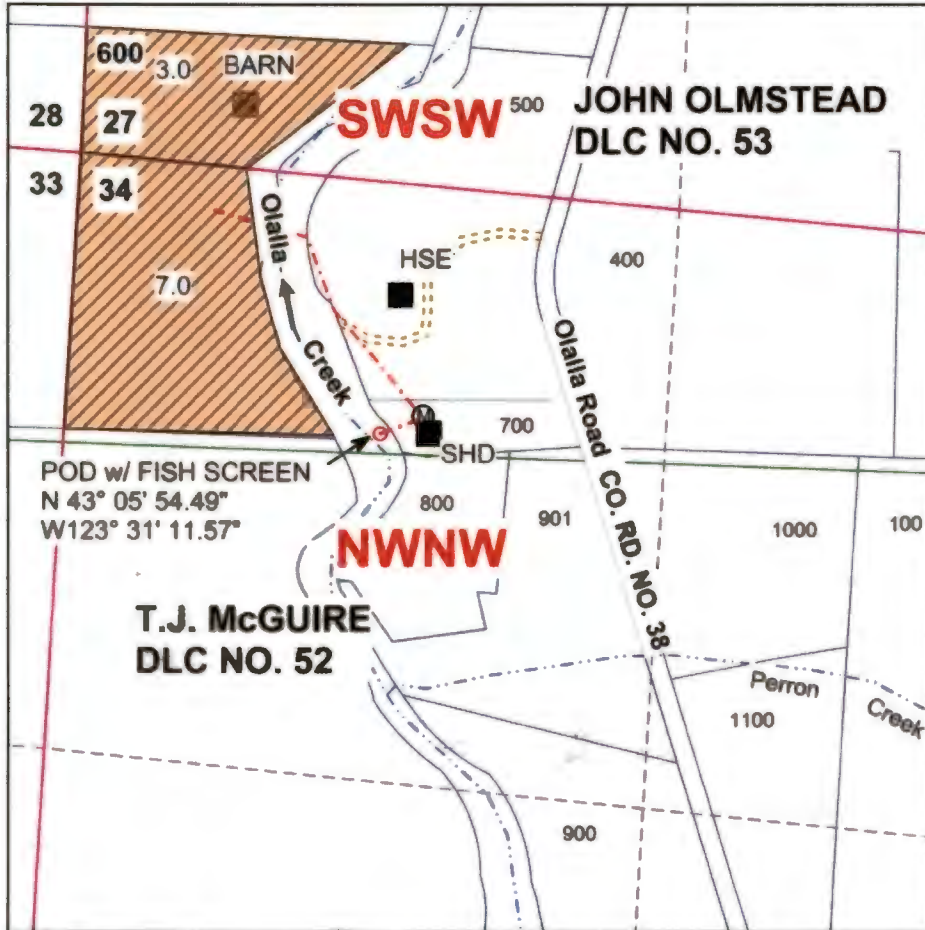 600
3.0
BARN
28
27
SWSW
500
JOHN OLMSTEAD
DLC NO. 53
33
34
Olalla
Creek
7.0
HSE
400
Olalla Road CO. RD. NO. 38
M
700
SHD
POD w/ FISH SCREEN
N 43° 05' 54.49"
W123° 31' 11.57"
800
901
1000
100
NWNW
T.J. McGUIRE
DLC NO. 52
Perron
Creek
1100
900